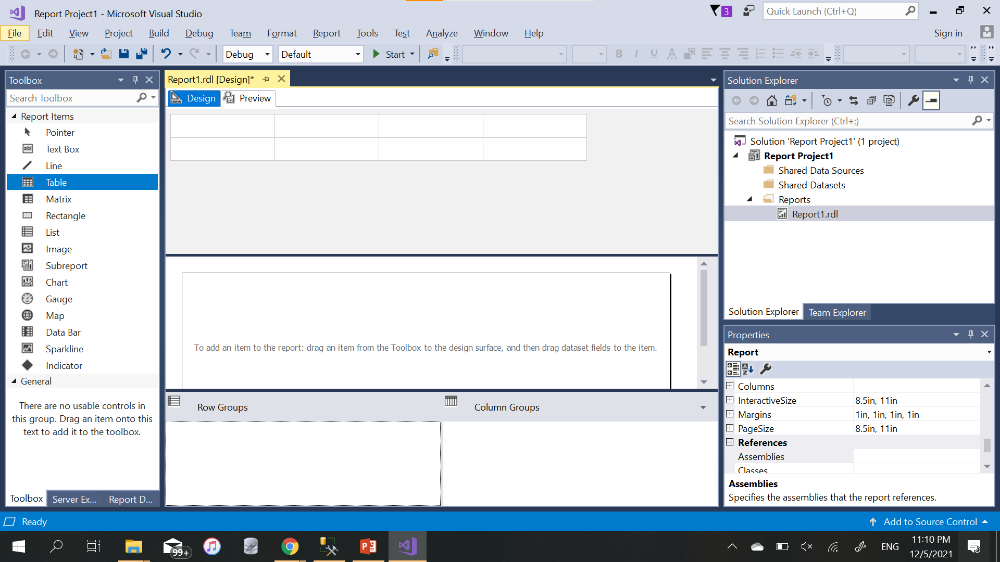 Report Project1 - Microsoft Visual Studio
3
Quick Launch (Ctrl+Q)
File Edit View Project Build Debug Team Format Report Tools Test Analyze Window Help
Sign in
Debug Default Start
Toolbox
Search Toolbox
Report Items
Pointer
Text Box
Line
Table
Matrix
Rectangle
List
Image
Subreport
Chart
Gauge
Map
Data Bar
Sparkline
Indicator
General
There are no usable controls in
this group. Drag an item onto this
text to add it to the toolbox.
Toolbox Server Ex... Report D...
Report1.rdl [Design]*
Design Preview
To add an item to the report: drag an item from the Toolbox to the design surface, and then drag dataset fields to the item.
Row Groups Column Groups
Solution Explorer
Search Solution Explorer (Ctrl+;)
Solution 'Report Project1' (1 project)
Report Project1
Shared Data Sources
Shared Datasets
Reports
Report1.rdl
Solution Explorer Team Explorer
Properties
Report
Columns
InteractiveSize 8.5in, 11in
Margins 1in, 1in, 1in, 1in
PageSize 8.5in, 11in
References
Assemblies
Classes
Assemblies
Specifies the assemblies that the report references.
Ready
Add to Source Control
99+
ENG
11:10 PM
12/5/2021